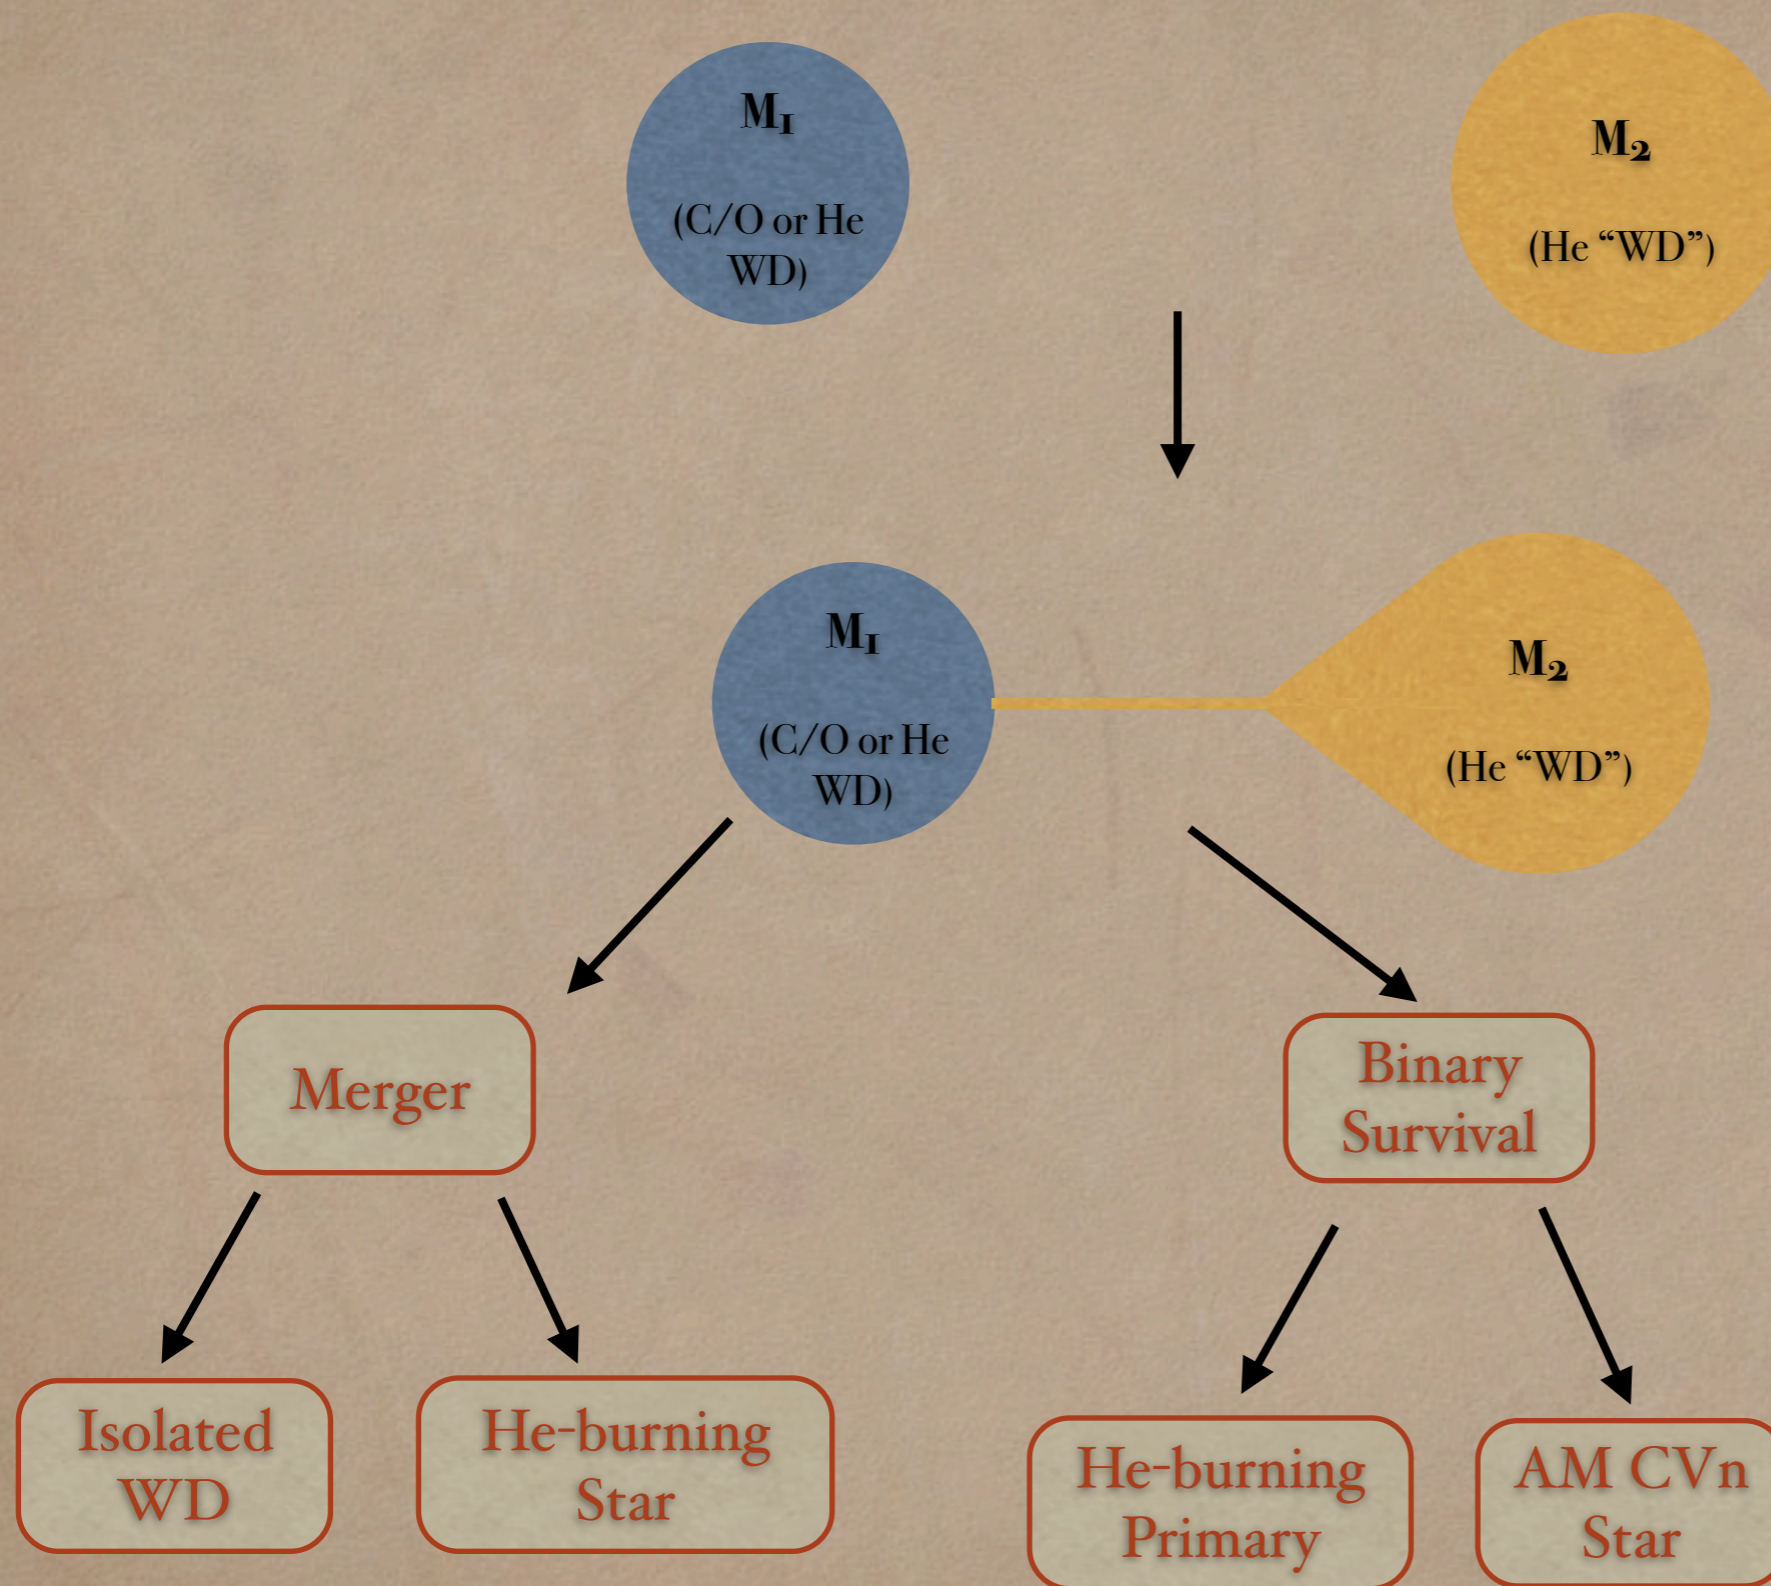 M₁
(C/O or He
WD)
M₂
(He “WD”)
M₁
(C/O or He
WD)
M₂
(He “WD”)
Merger
Binary
Survival
Isolated
WD
He-burning
Star
He-burning
Primary
AM CVn
Star